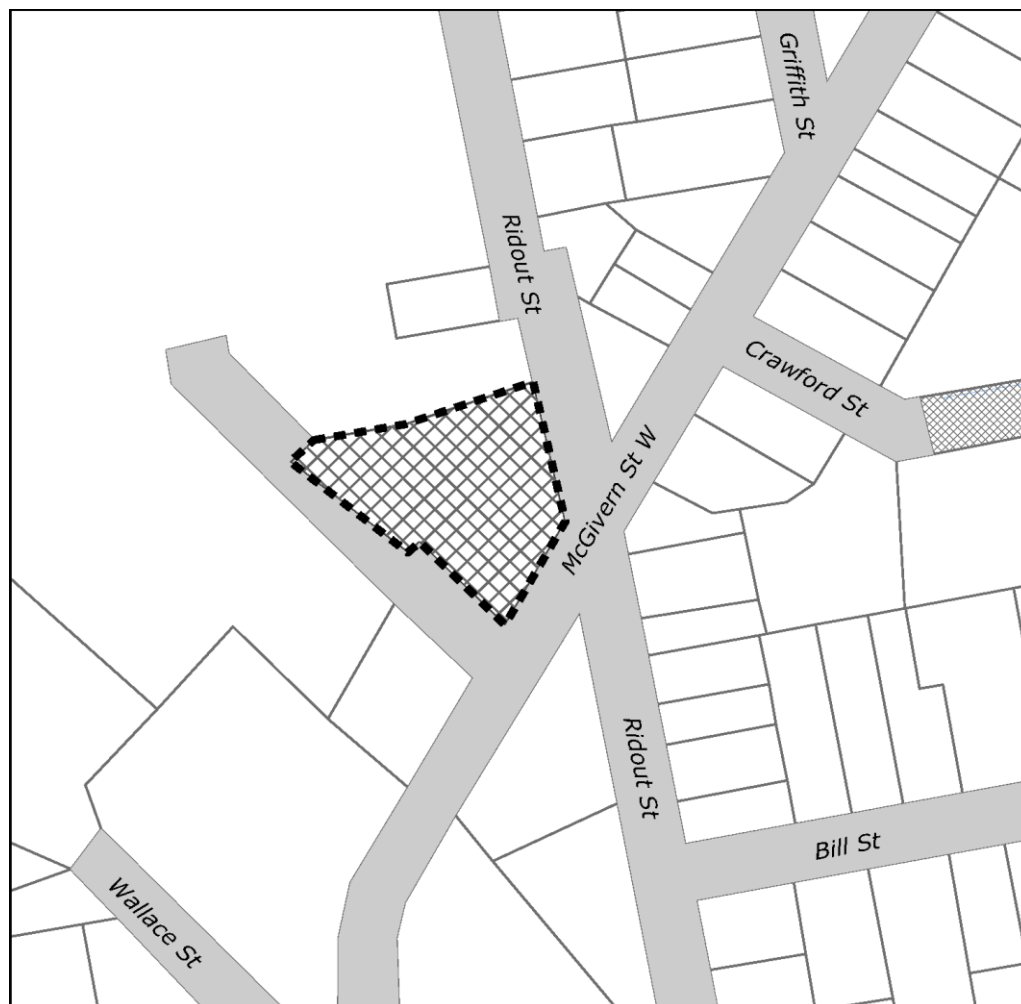 Griffith St
Ridout St
Crawford St
McGivern St W
Ridout St
Bill St
Wallace St